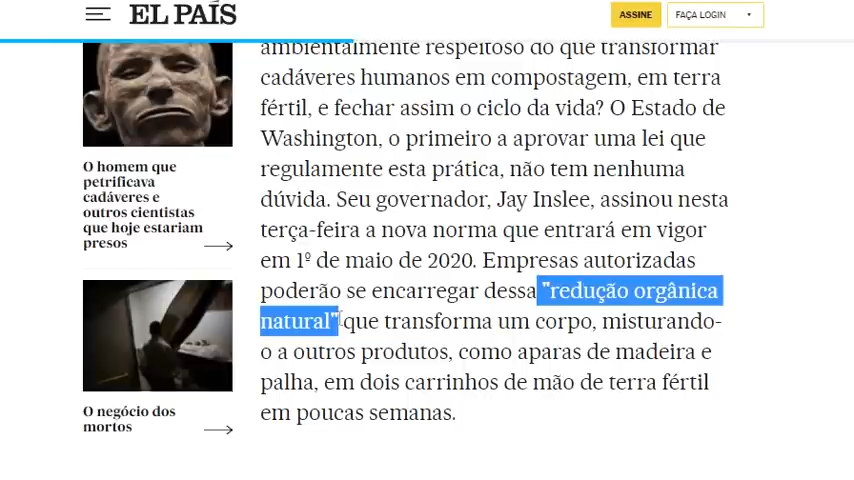 EL PAÍS
ASSINE
FAÇA LOGIN
ambientalmente respeitoso do que transformar
cadáveres humanos em compostagem, em terra
fértil, e fechar assim o ciclo da vida? O Estado de
Washington, o primeiro a aprovar uma lei que
regulamente esta prática, não tem nenhuma
dúvida. Seu governador, Jay Inslee, assinou nesta
terça-feira a nova norma que entrará em vigor
em 1º de maio de 2020. Empresas autorizadas
poderão se encarregar dessa "redução orgânica
natural" que transforma um corpo, misturando-
o a outros produtos, como aparas de madeira e
palha, em dois carrinhos de mão de terra fértil
em poucas semanas.
O homem que
petrificava
cadáveres e
outros cientistas
que hoje estariam
presos
O negócio dos
mortos